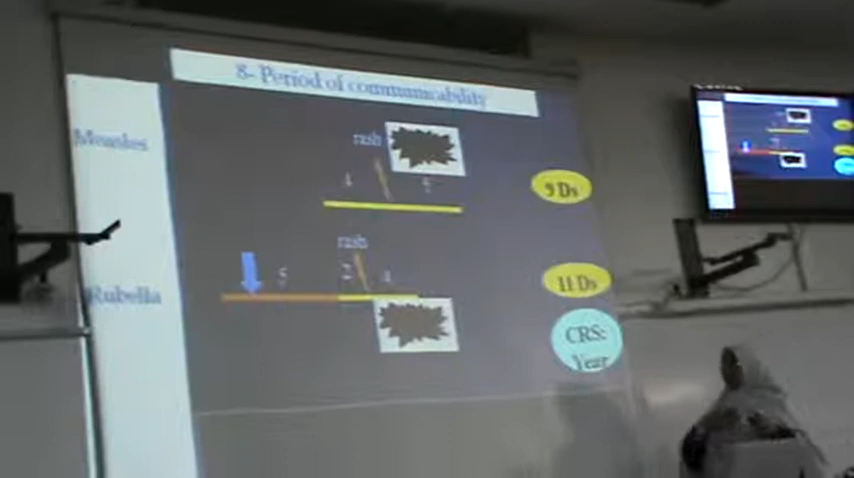 8- Period of communicability
Measles
rash
4
5
9 Ds
rash
5
2
4
Rubella
11 Ds
CRS:
Year